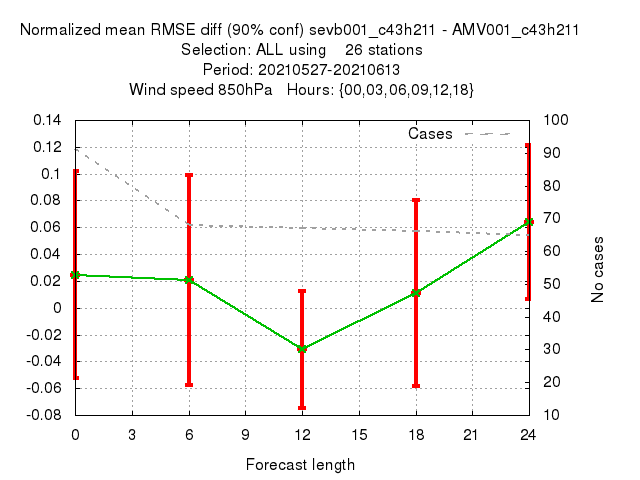 Normalized mean RMSE diff (90% conf) sevb001_c43h211 - AMV001_c43h211
Selection: ALL using    26 stations
Period: 20210527-20210613
Wind speed 850hPa   Hours: {00,03,06,09,12,18}
Cases
0.14
0.12
0.1
0.08
0.06
0.04
0.02
0
-0.02
-0.04
-0.06
-0.08
100
90
80
70
60
50
40
30
20
10
No cases
0 3 6 9 12 15 18 21 24
Forecast length